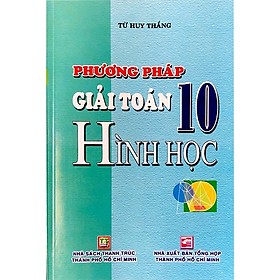 TỪ HUY THẮNG
PHƯƠNG PHÁP
GIẢI TOÁN 10
HÌNH HỌC
NHÀ SÁCH THANH TRÚC
THÀNH PHỐ HỒ CHÍ MINH
NHÀ XUẤT BẢN TỔNG HỢP
THÀNH PHỐ HỒ CHÍ MINH